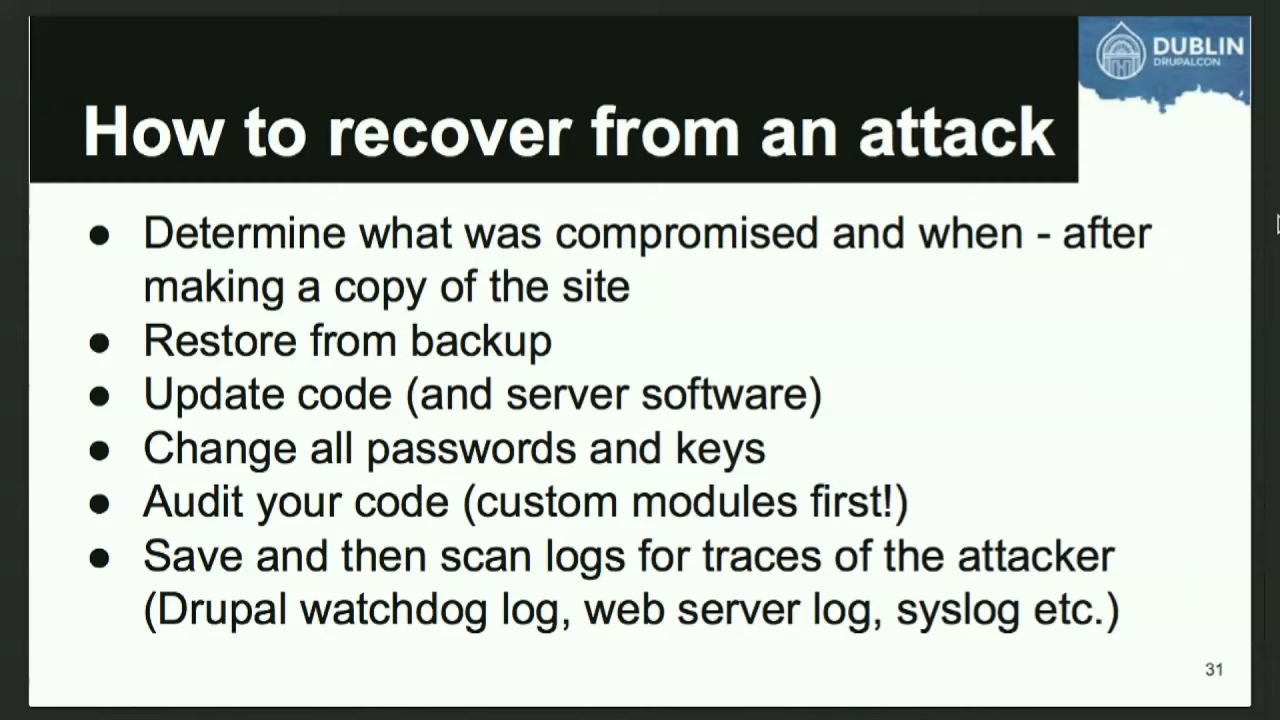 DUBLIN
DRUPALCON
How to recover from an attack
● Determine what was compromised and when - after
making a copy of the site
● Restore from backup
● Update code (and server software)
● Change all passwords and keys
● Audit your code (custom modules first!)
● Save and then scan logs for traces of the attacker
(Drupal watchdog log, web server log, syslog etc.)
31